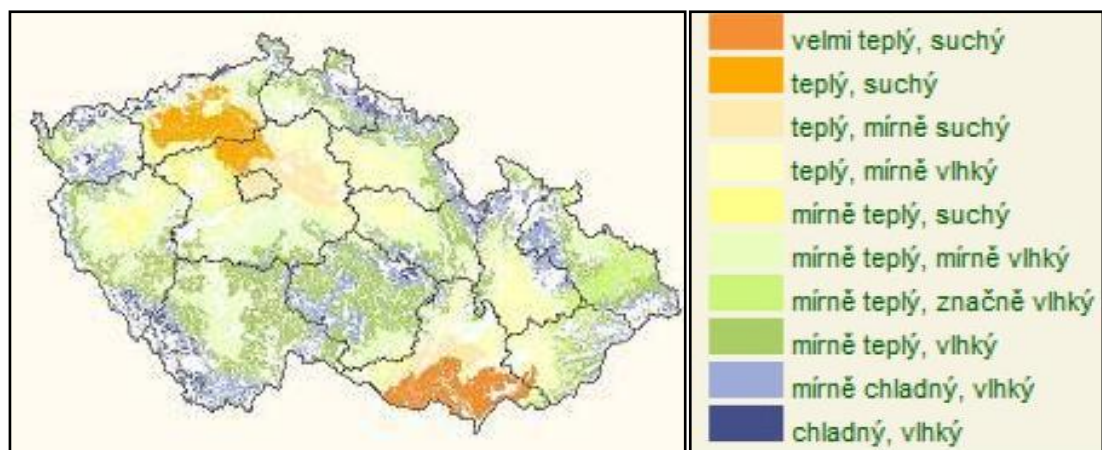 velmi teplý, suchý
teplý, suchý
teplý, mírně suchý
teplý, mírně vlhký
mírně teplý, suchý
mírně teplý, mírně vlhký
mírně teplý, značně vlhký
mírně teplý, vlhký
mírně chladný, vlhký
chladný, vlhký